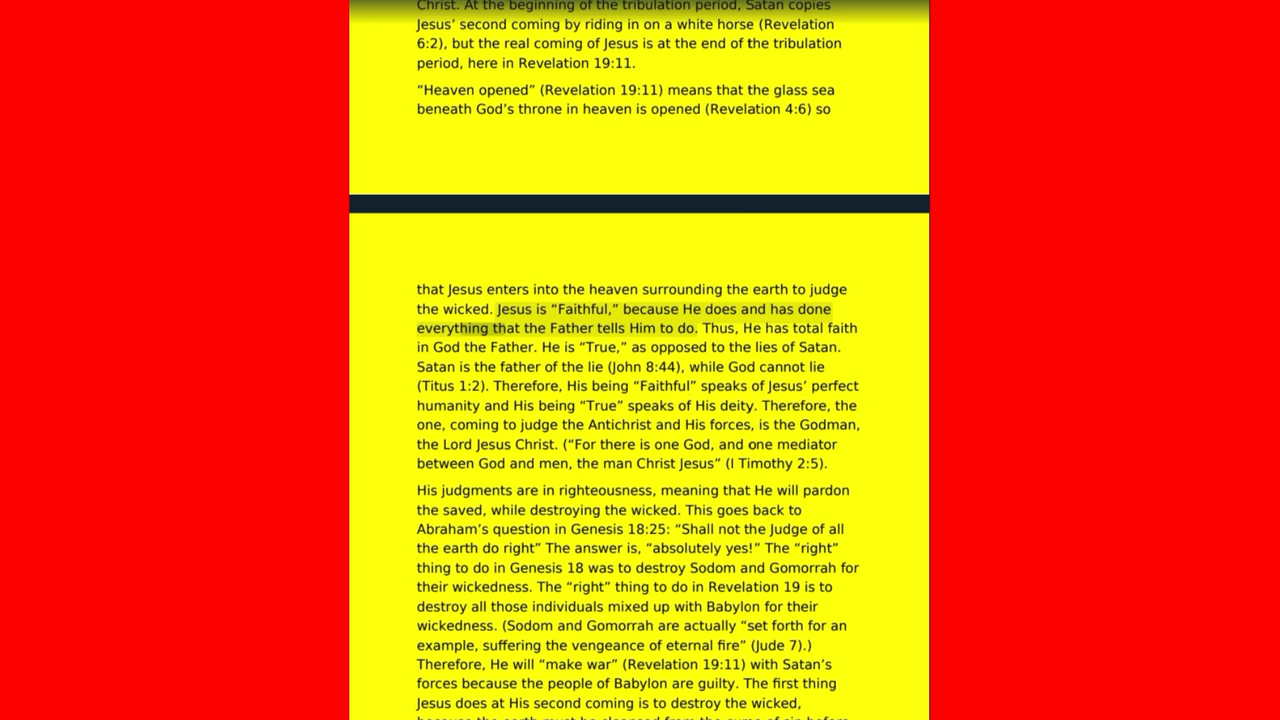 Christ. At the beginning of the tribulation period, Satan copies
Jesus’ second coming by riding in on a white horse (Revelation
6:2), but the real coming of Jesus is at the end of the tribulation
period, here in Revelation 19:11.
“Heaven opened” (Revelation 19:11) means that the glass sea
beneath God’s throne in heaven is opened (Revelation 4:6) so
that Jesus enters into the heaven surrounding the earth to judge
the wicked. Jesus is “Faithful,” because He does and has done
everything that the Father tells Him to do. Thus, He has total faith
in God the Father. He is “True,” as opposed to the lies of Satan.
Satan is the father of the lie (John 8:44), while God cannot lie
(Titus 1:2). Therefore, His being “Faithful” speaks of Jesus’ perfect
humanity and His being “True” speaks of His deity. Therefore, the
one, coming to judge the Antichrist and His forces, is the Godman,
the Lord Jesus Christ. (“For there is one God, and one mediator
between God and men, the man Christ Jesus” (I Timothy 2:5).
His judgments are in righteousness, meaning that He will pardon
the saved, while destroying the wicked. This goes back to
Abraham’s question in Genesis 18:25: “Shall not the Judge of all
the earth do right” The answer is, “absolutely yes!” The “right”
thing to do in Genesis 18 was to destroy Sodom and Gomorrah for
their wickedness. The “right” thing to do in Revelation 19 is to
destroy all those individuals mixed up with Babylon for their
wickedness. (Sodom and Gomorrah are actually “set forth for an
example, suffering the vengeance of eternal fire” (Jude 7).)
Therefore, He will “make war” (Revelation 19:11) with Satan’s
forces because the people of Babylon are guilty. The first thing
Jesus does at His second coming is to destroy the wicked,
because the earth must be cleansed from the curse of sin before